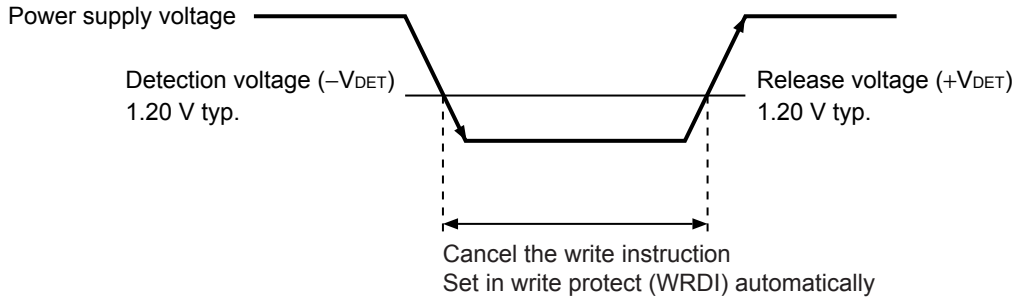 Power supply voltage
Detection voltage (−VDET)
1.20 V typ.
Release voltage (+VDET)
1.20 V typ.
Cancel the write instruction
Set in write protect (WRDI) automatically